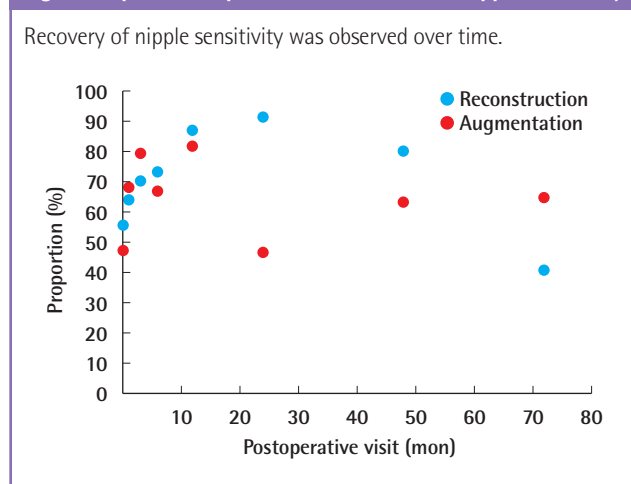 Recovery of nipple sensitivity was observed over time.
100
90
80
70
60
50
40
30
20
10
0
Proportion (%)
Reconstruction
Augmentation
10 20 30 40 50 60 70 80
Postoperative visit (mon)